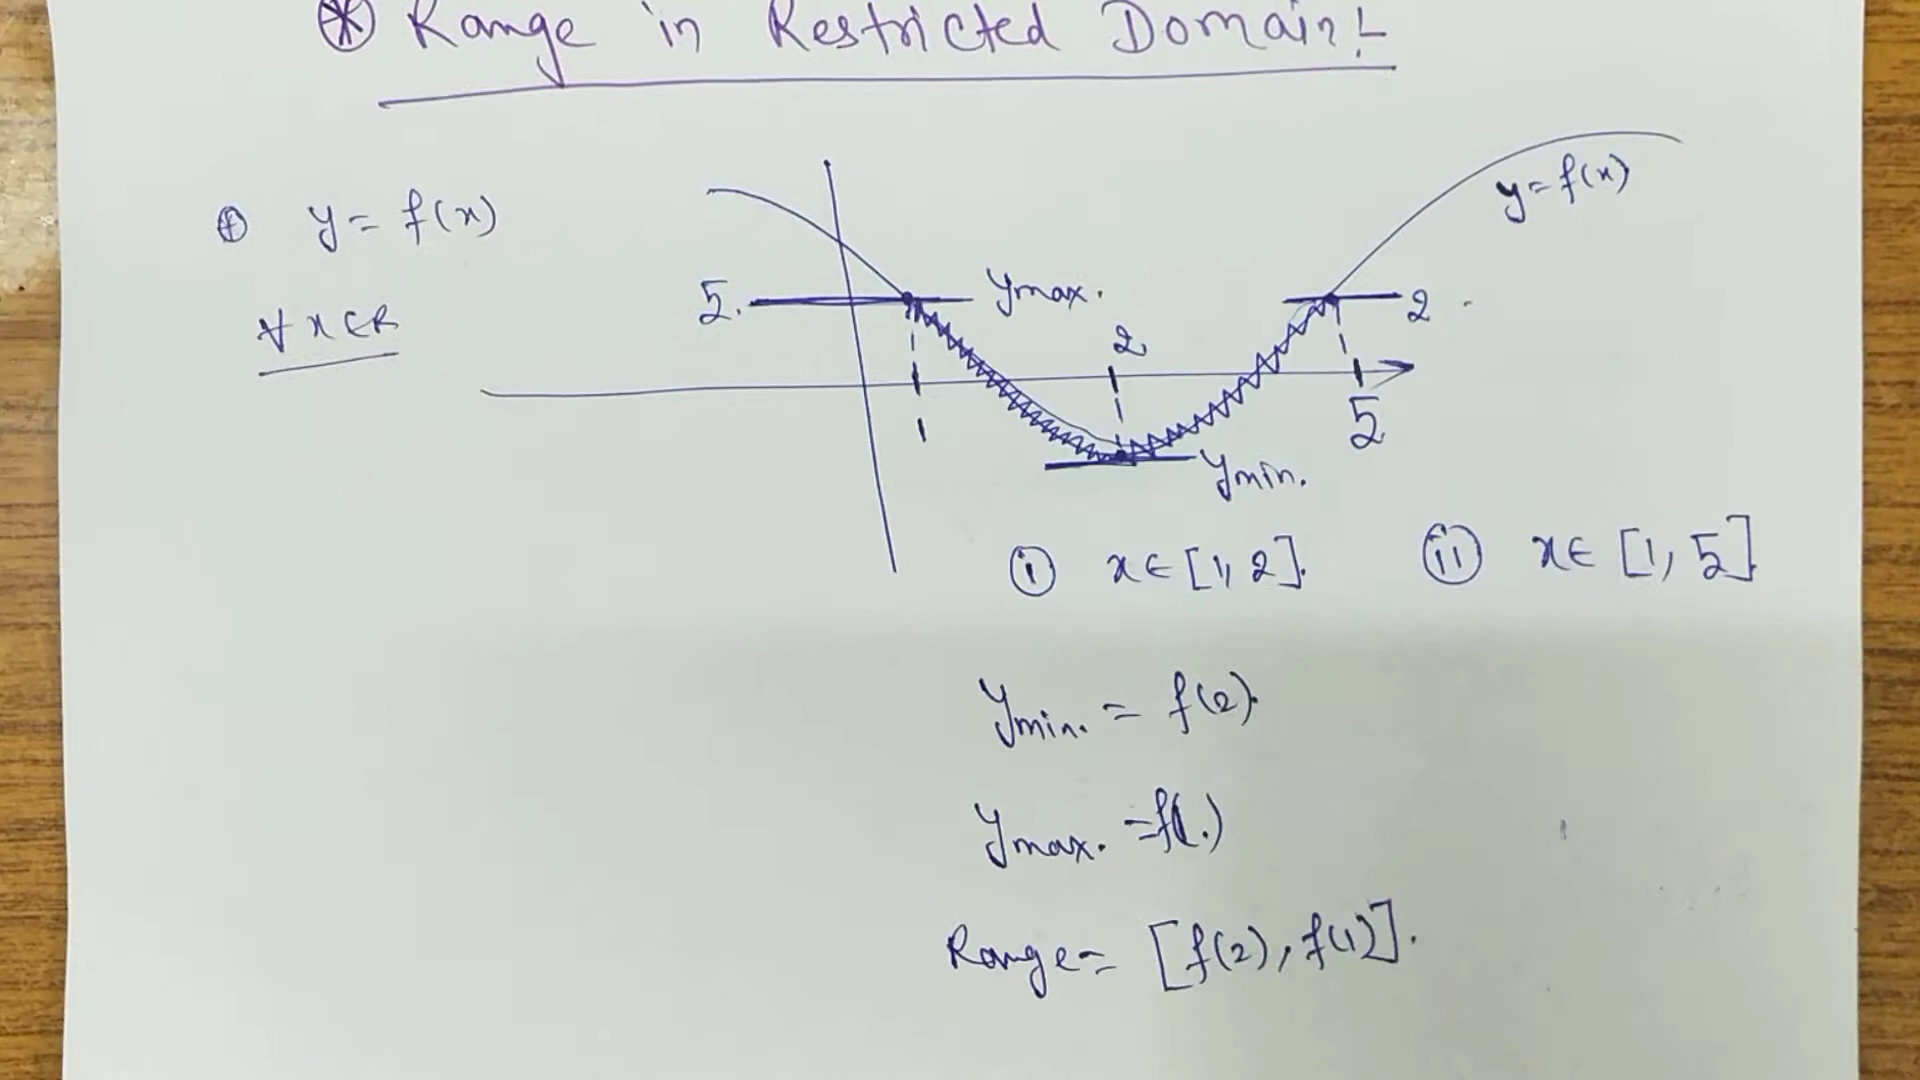 ⊛ Range in Restricted Domain:-
⊕ y = f(x)
∀ x ∈ R
y = f(x)
5.
ymax.
2
2
1
5
ymin.
(i) x ∈ [1, 2].
(ii) x ∈ [1, 5]
ymin. = f(2).
ymax. = f(1.)
Range = [f(2), f(1)].